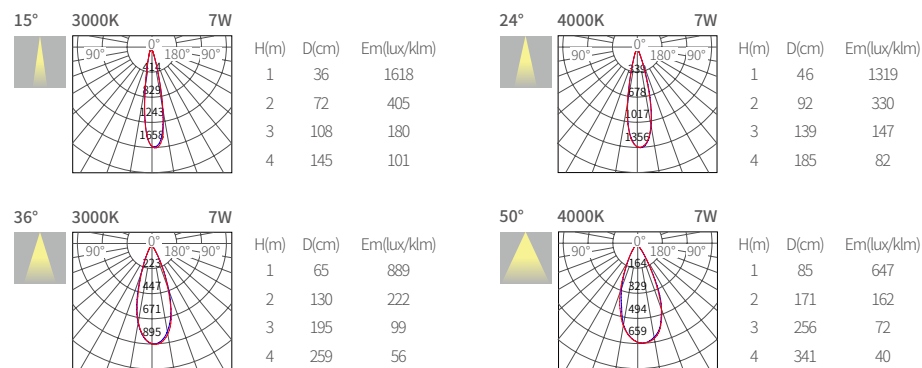 15° 3000K 7W
0°
90° 180° 90°
414
829
1243
1658
H(m) D(cm) Em(lux/klm)
1 36 1618
2 72 405
3 108 180
4 145 101
24° 4000K 7W
0°
90° 180° 90°
339
678
1017
1356
H(m) D(cm) Em(lux/klm)
1 46 1319
2 92 330
3 139 147
4 185 82
36° 3000K 7W
0°
90° 180° 90°
223
447
671
895
H(m) D(cm) Em(lux/klm)
1 65 889
2 130 222
3 195 99
4 259 56
50° 4000K 7W
0°
90° 180° 90°
164
329
494
659
H(m) D(cm) Em(lux/klm)
1 85 647
2 171 162
3 256 72
4 341 40